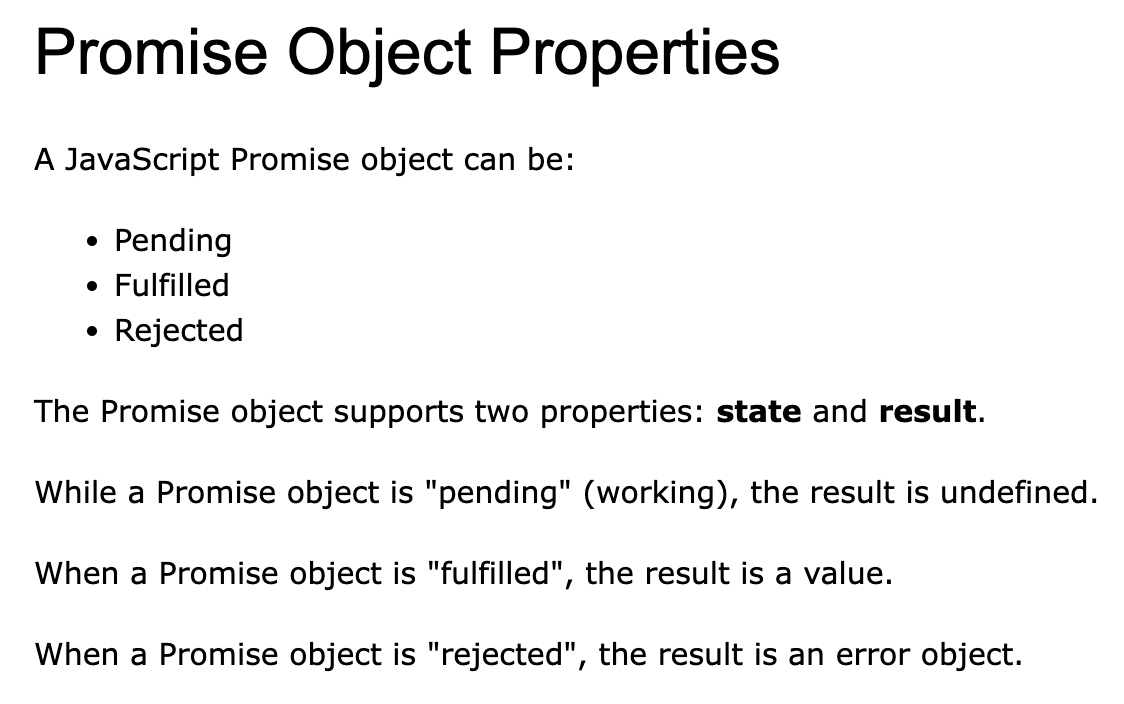 Promise Object Properties
A JavaScript Promise object can be:
• Pending
• Fulfilled
• Rejected
The Promise object supports two properties: state and result.
While a Promise object is "pending" (working), the result is undefined.
When a Promise object is "fulfilled", the result is a value.
When a Promise object is "rejected", the result is an error object.